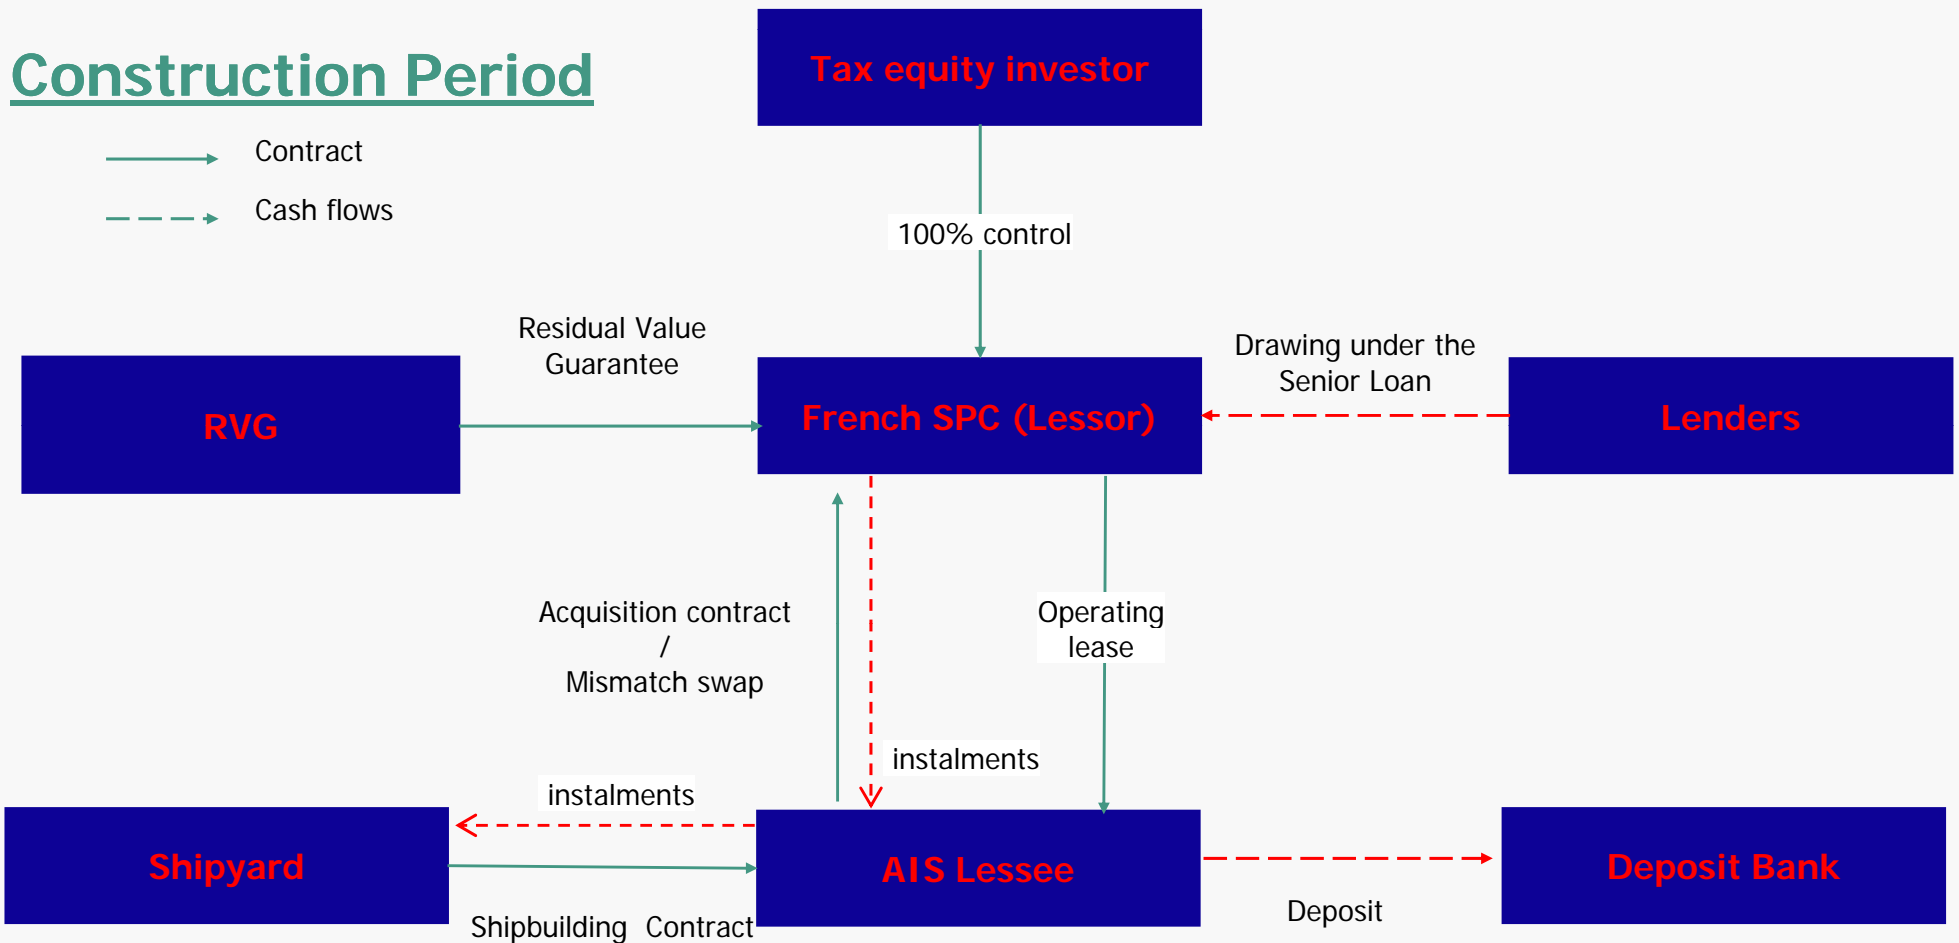 Tax equity investor
Construction Period
Contract
Cash flows
100% control
Residual Value
Guarantee
Drawing under the
Senior Loan
RVG
French SPC (Lessor)
Lenders
Acquisition contract
/
Mismatch swap
Operating
lease
instalments
instalments
Shipyard
AIS Lessee
Deposit Bank
Shipbuilding Contract
Deposit